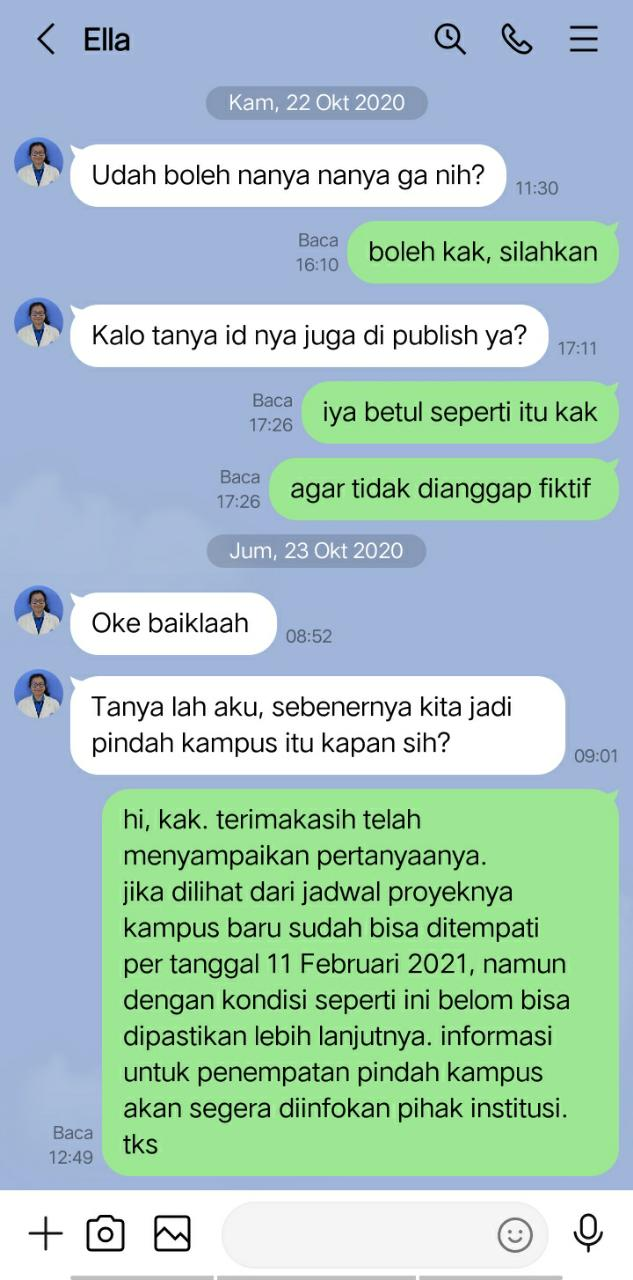 Ella
Kam, 22 Okt 2020
Udah boleh nanya nanya ga nih?
11:30
Baca
16:10
boleh kak, silahkan
Kalo tanya id nya juga di publish ya?
17:11
Baca
17:26
iya betul seperti itu kak
Baca
17:26
agar tidak dianggap fiktif
Jum, 23 Okt 2020
Oke baiklaah
08:52
Tanya lah aku, sebenernya kita jadi
pindah kampus itu kapan sih?
09:01
hi, kak. terimakasih telah
menyampaikan pertanyaanya.
jika dilihat dari jadwal proyeknya
kampus baru sudah bisa ditempati
per tanggal 11 Februari 2021, namun
dengan kondisi seperti ini belom bisa
dipastikan lebih lanjutnya. informasi
untuk penempatan pindah kampus
akan segera diinfokan pihak institusi.
tks
Baca
12:49